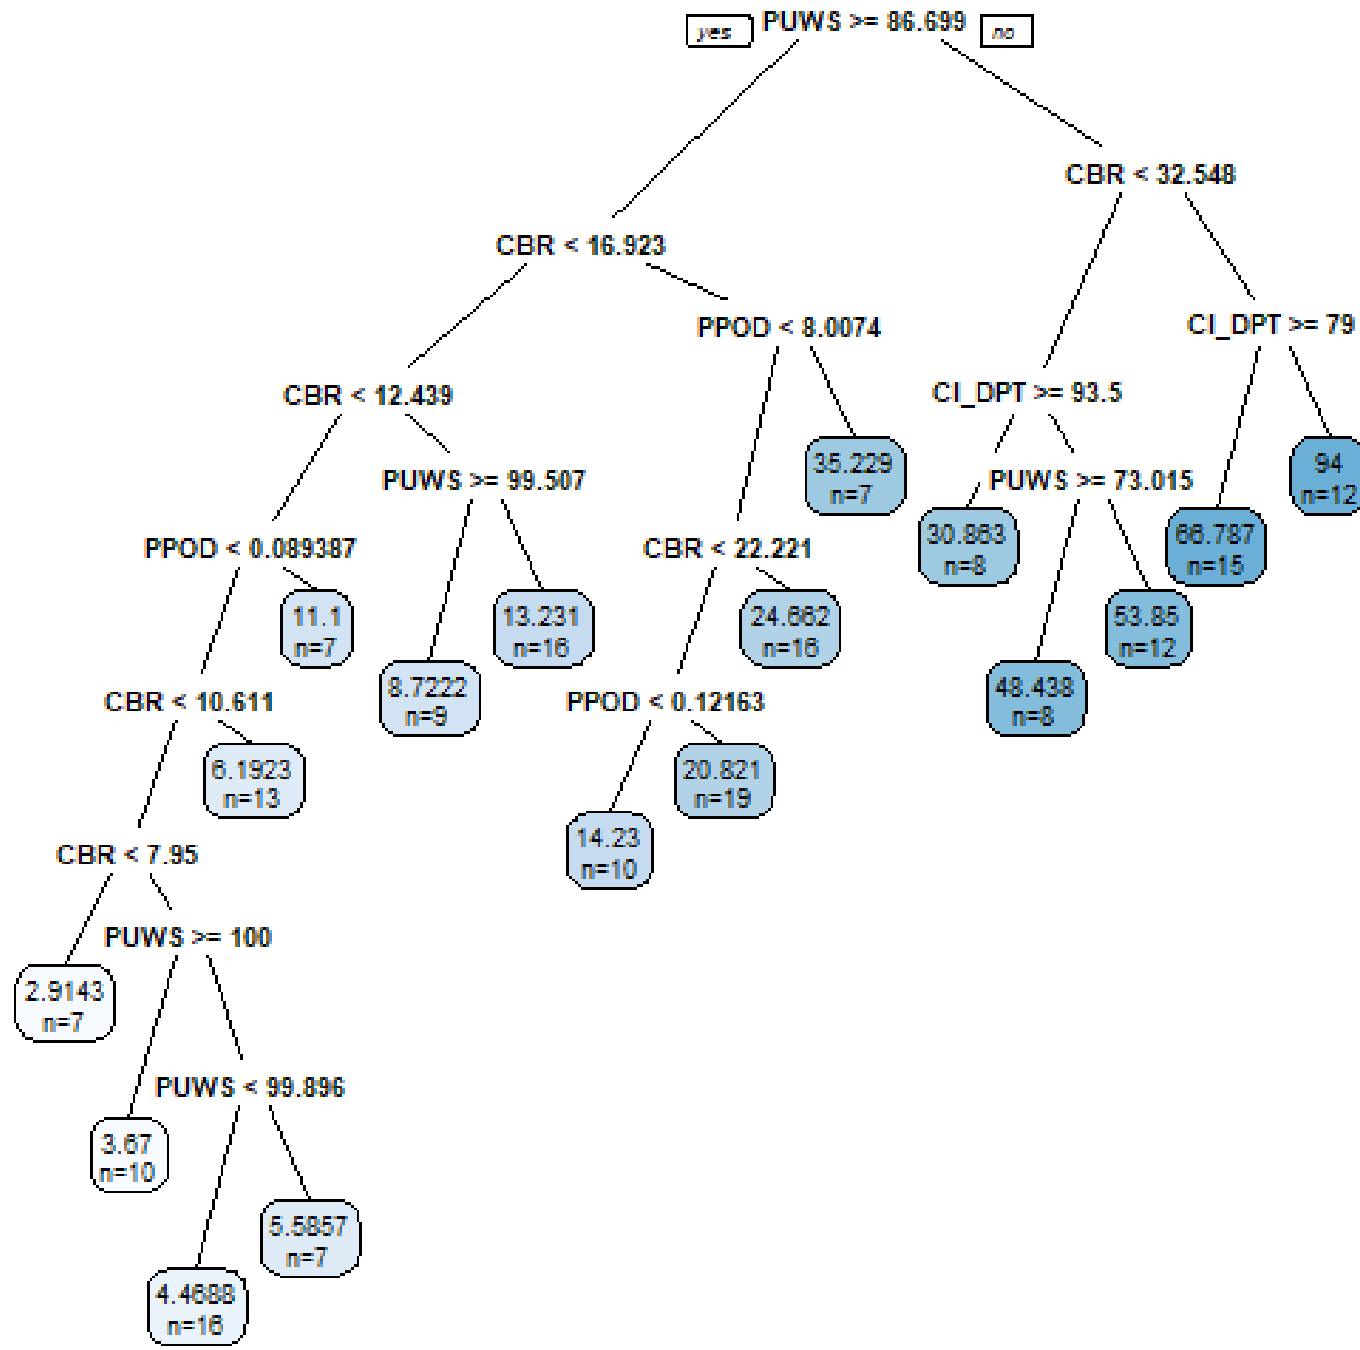 yes
PUWS >= 86.699
no
CBR < 32.548
CBR < 16.923
PPOD < 8.0074
CI_DPT >= 79
CBR < 12.439
CI_DPT >= 93.5
PUWS >= 99.507
35.229
n=7
PUWS >= 73.015
94
n=12
PPOD < 0.089387
CBR < 22.221
30.863
n=8
66.787
n=15
11.1
n=7
13.231
n=16
24.662
n=16
53.85
n=12
8.7222
n=9
48.438
n=8
CBR < 10.611
PPOD < 0.12163
6.1923
n=13
20.821
n=19
CBR < 7.95
14.23
n=10
PUWS >= 100
2.9143
n=7
PUWS < 99.896
3.67
n=10
5.5857
n=7
4.4688
n=16